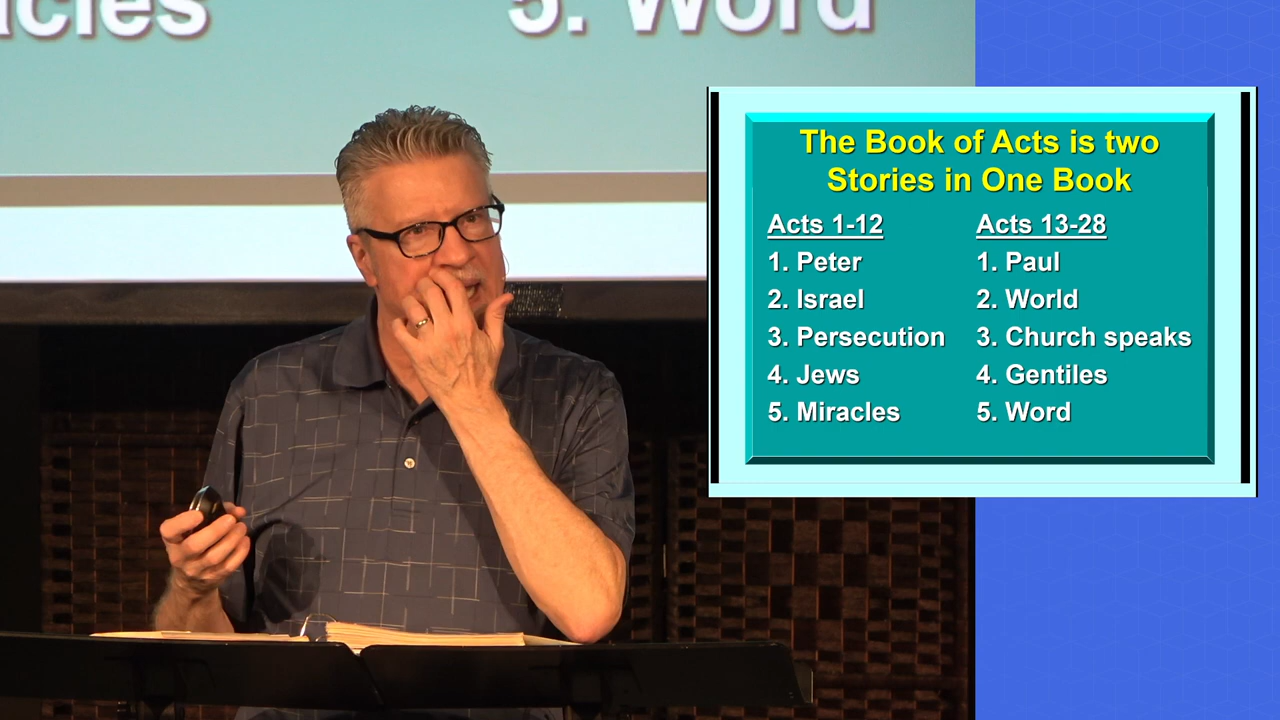 acles 5. Word
The Book of Acts is two
Stories in One Book
Acts 1-12 Acts 13-28
1. Peter 1. Paul
2. Israel 2. World
3. Persecution 3. Church speaks
4. Jews 4. Gentiles
5. Miracles 5. Word